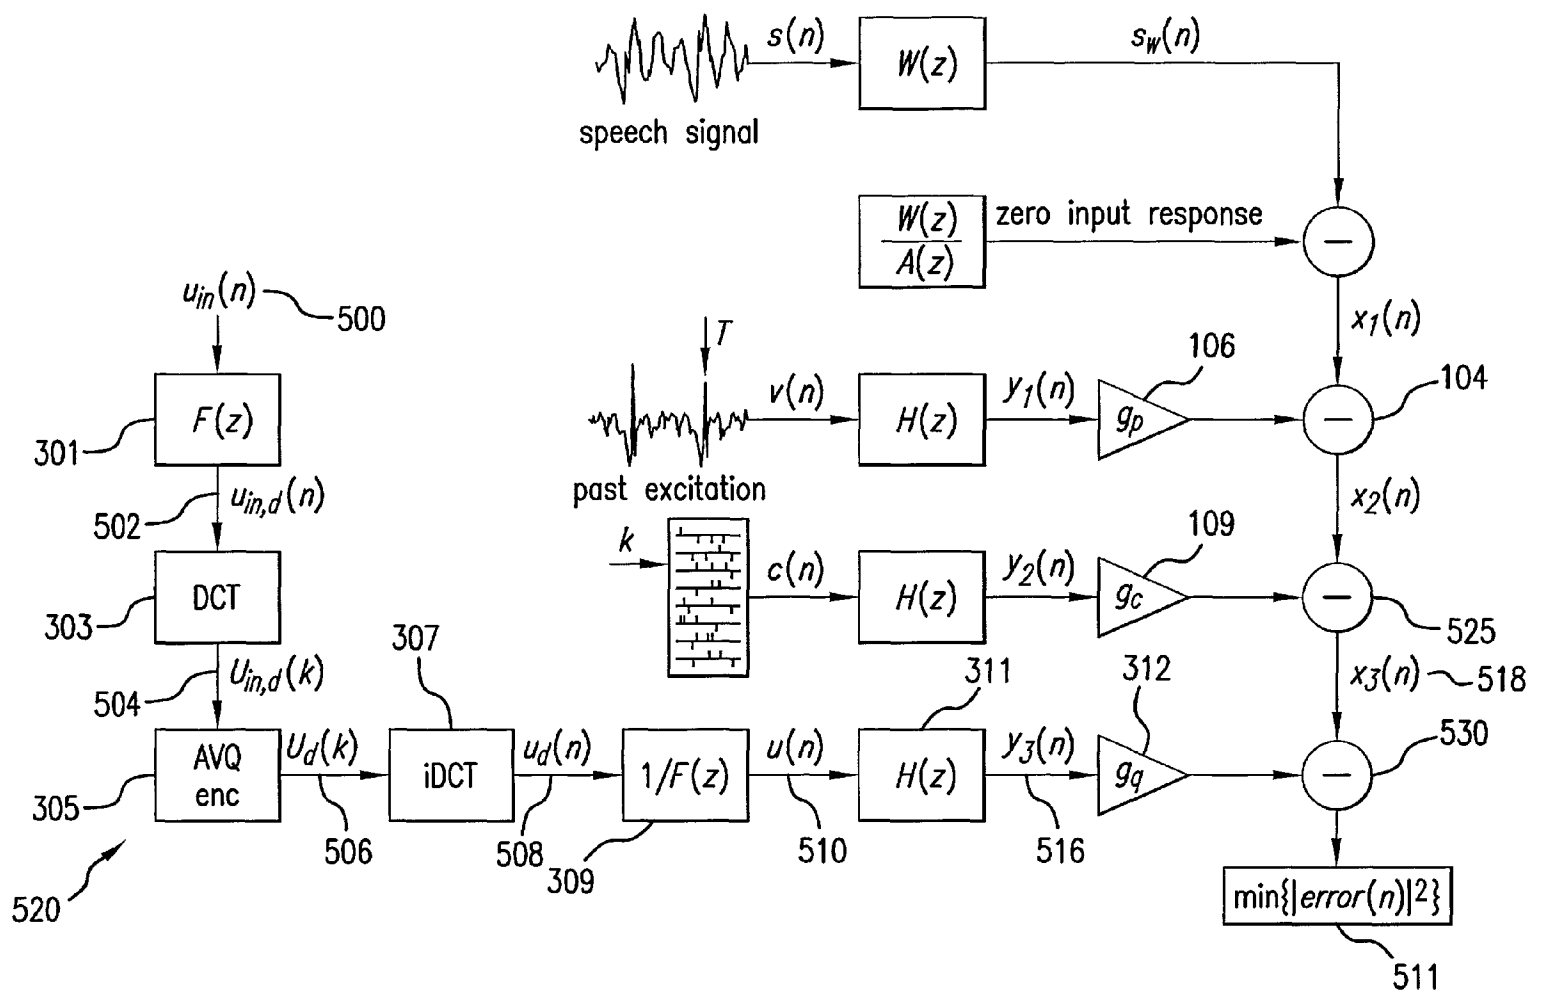 s(n)
W(z)
s_W(n)
speech signal
W(z)
A(z)
zero input response
u_in(n)
500
x_1(n)
T
106
104
F(z)
301
v(n)
H(z)
y_1(n)
g_p
past excitation
u_in,d(n)
502
x_2(n)
k
109
DCT
303
c(n)
H(z)
y_2(n)
g_c
525
307
311
312
U_in,d(k)
504
x_3(n)
518
AVQ
enc
305
U_d(k)
iDCT
u_d(n)
1/F(z)
u(n)
H(z)
y_3(n)
g_q
530
506
508
309
510
516
520
min{|error(n)|²}
511